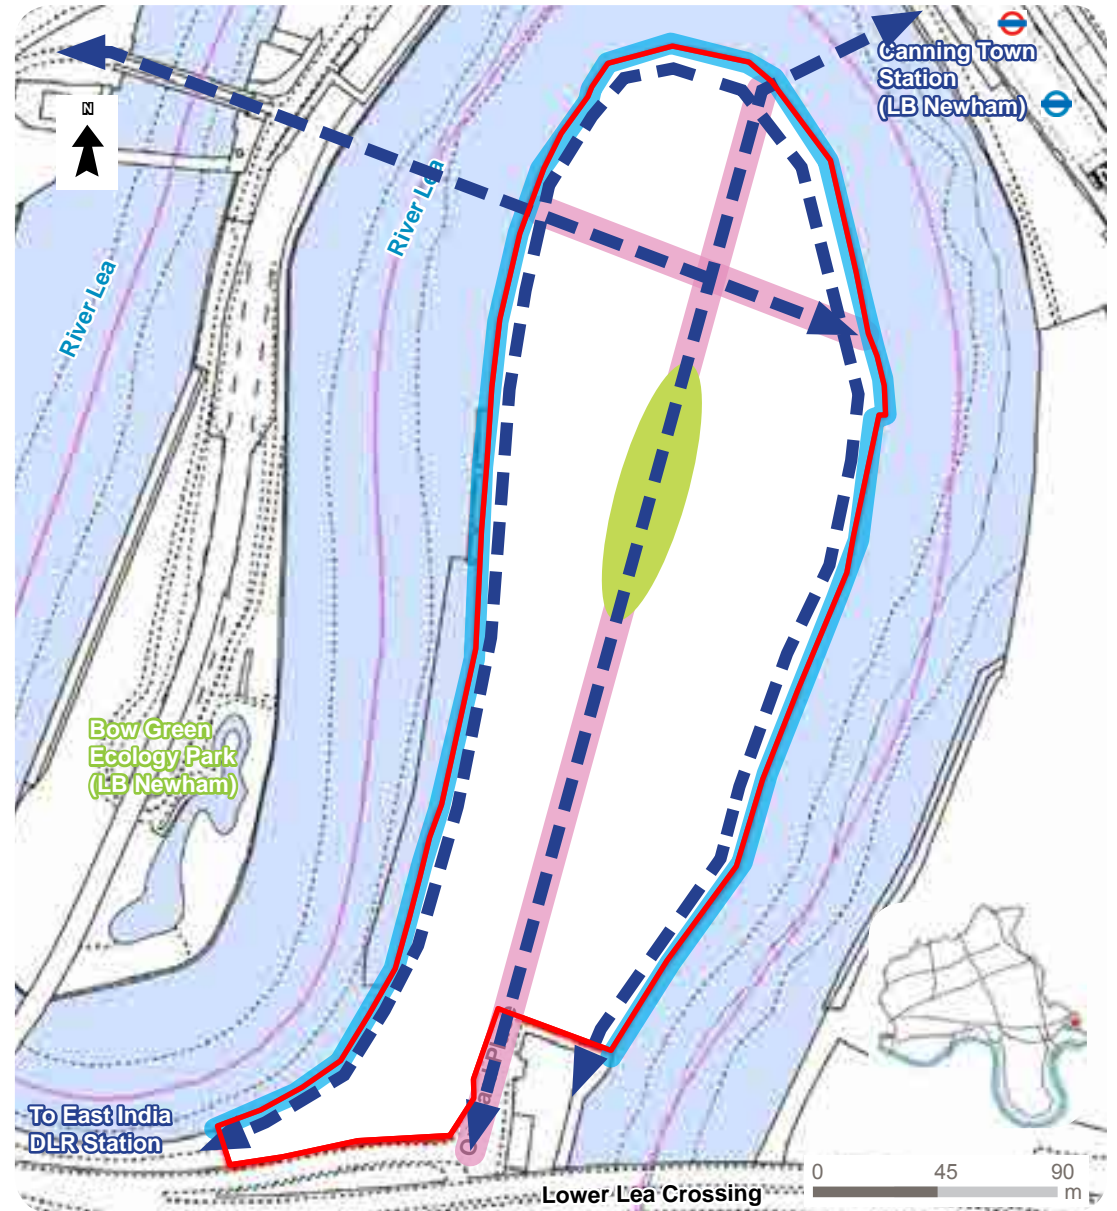 Canning Town
Station
(LB Newham)
N
River Lea
River Lea
Bow Green
Ecology Park
(LB Newham)
To East India
DLR Station
Lower Lea Crossing
0 45 90
m